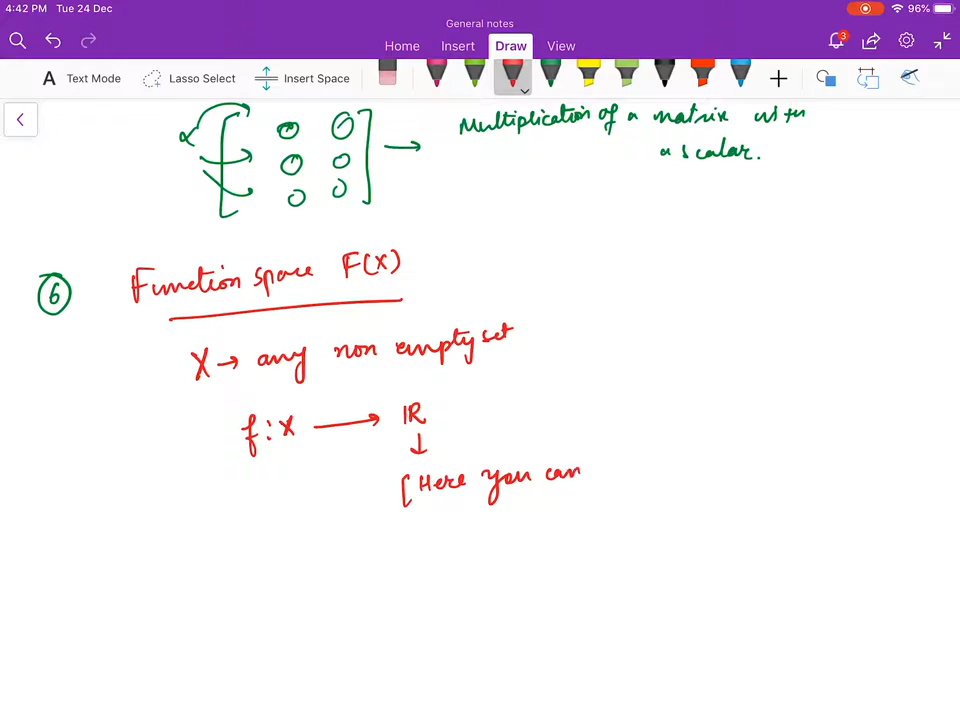 4:42 PM Tue 24 Dec
96%
General notes
Home Insert Draw View
3
A Text Mode Lasso Select Insert Space
α
Multiplication of a matrix with
a scalar.
6 Function space F(X)
X → any non empty set
f : X → IR
↓
[Here you can